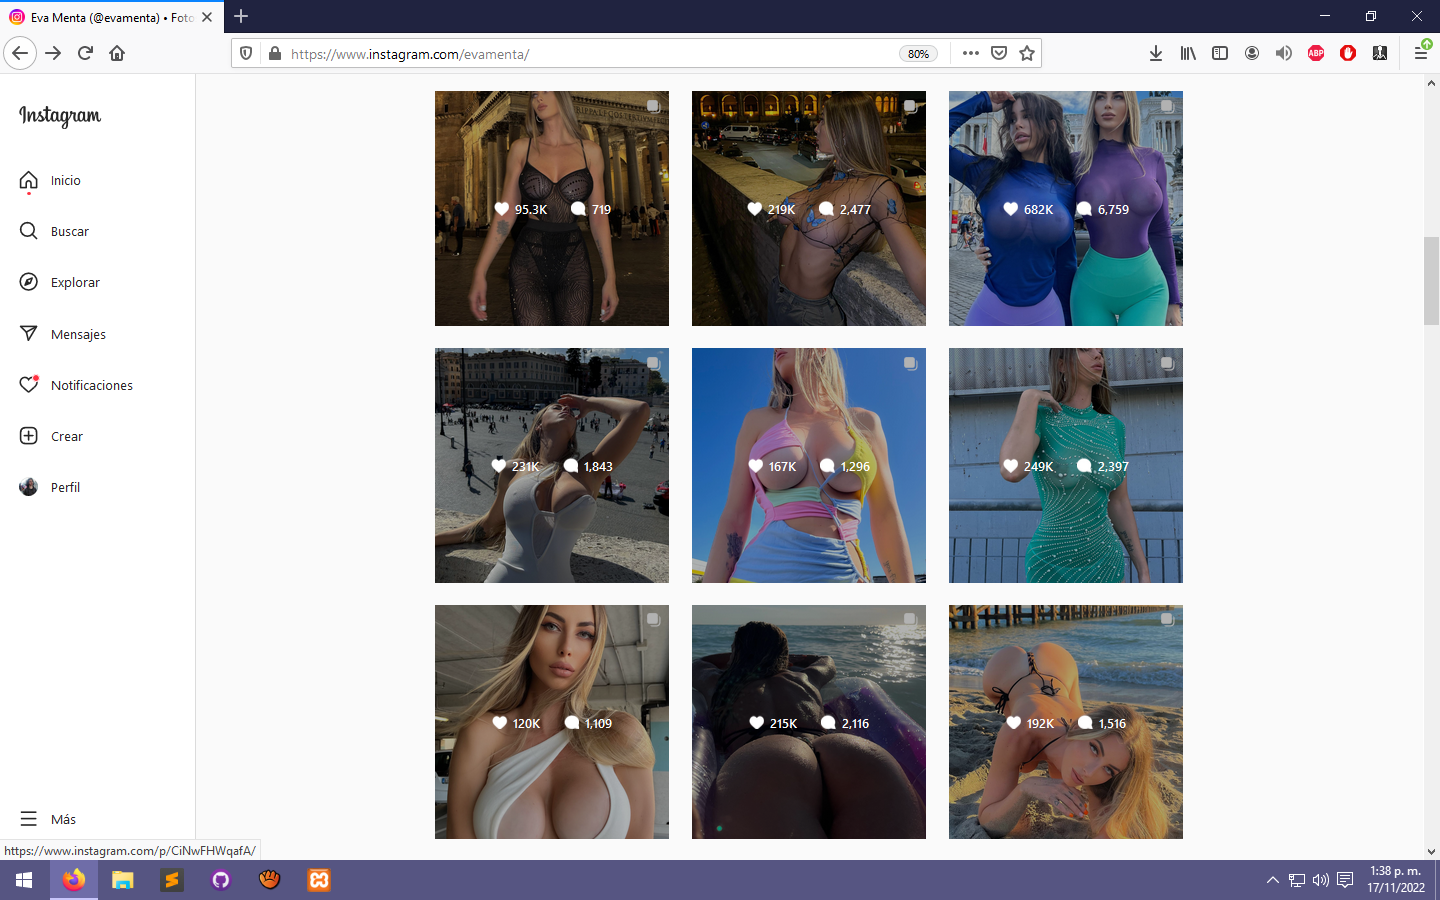 Eva Menta (@evamenta) • Foto
https://www.instagram.com/evamenta/
80%
ABP
Instagram
Inicio
Buscar
Explorar
Mensajes
Notificaciones
Crear
Perfil
Más
95.3K 719
219K 2,477
682K 6,759
231K 1,843
167K 1,296
249K 2,397
120K 1,109
215K 2,116
192K 1,516
https://www.instagram.com/p/CiNwFHWqafA/
1:38 p. m.
17/11/2022